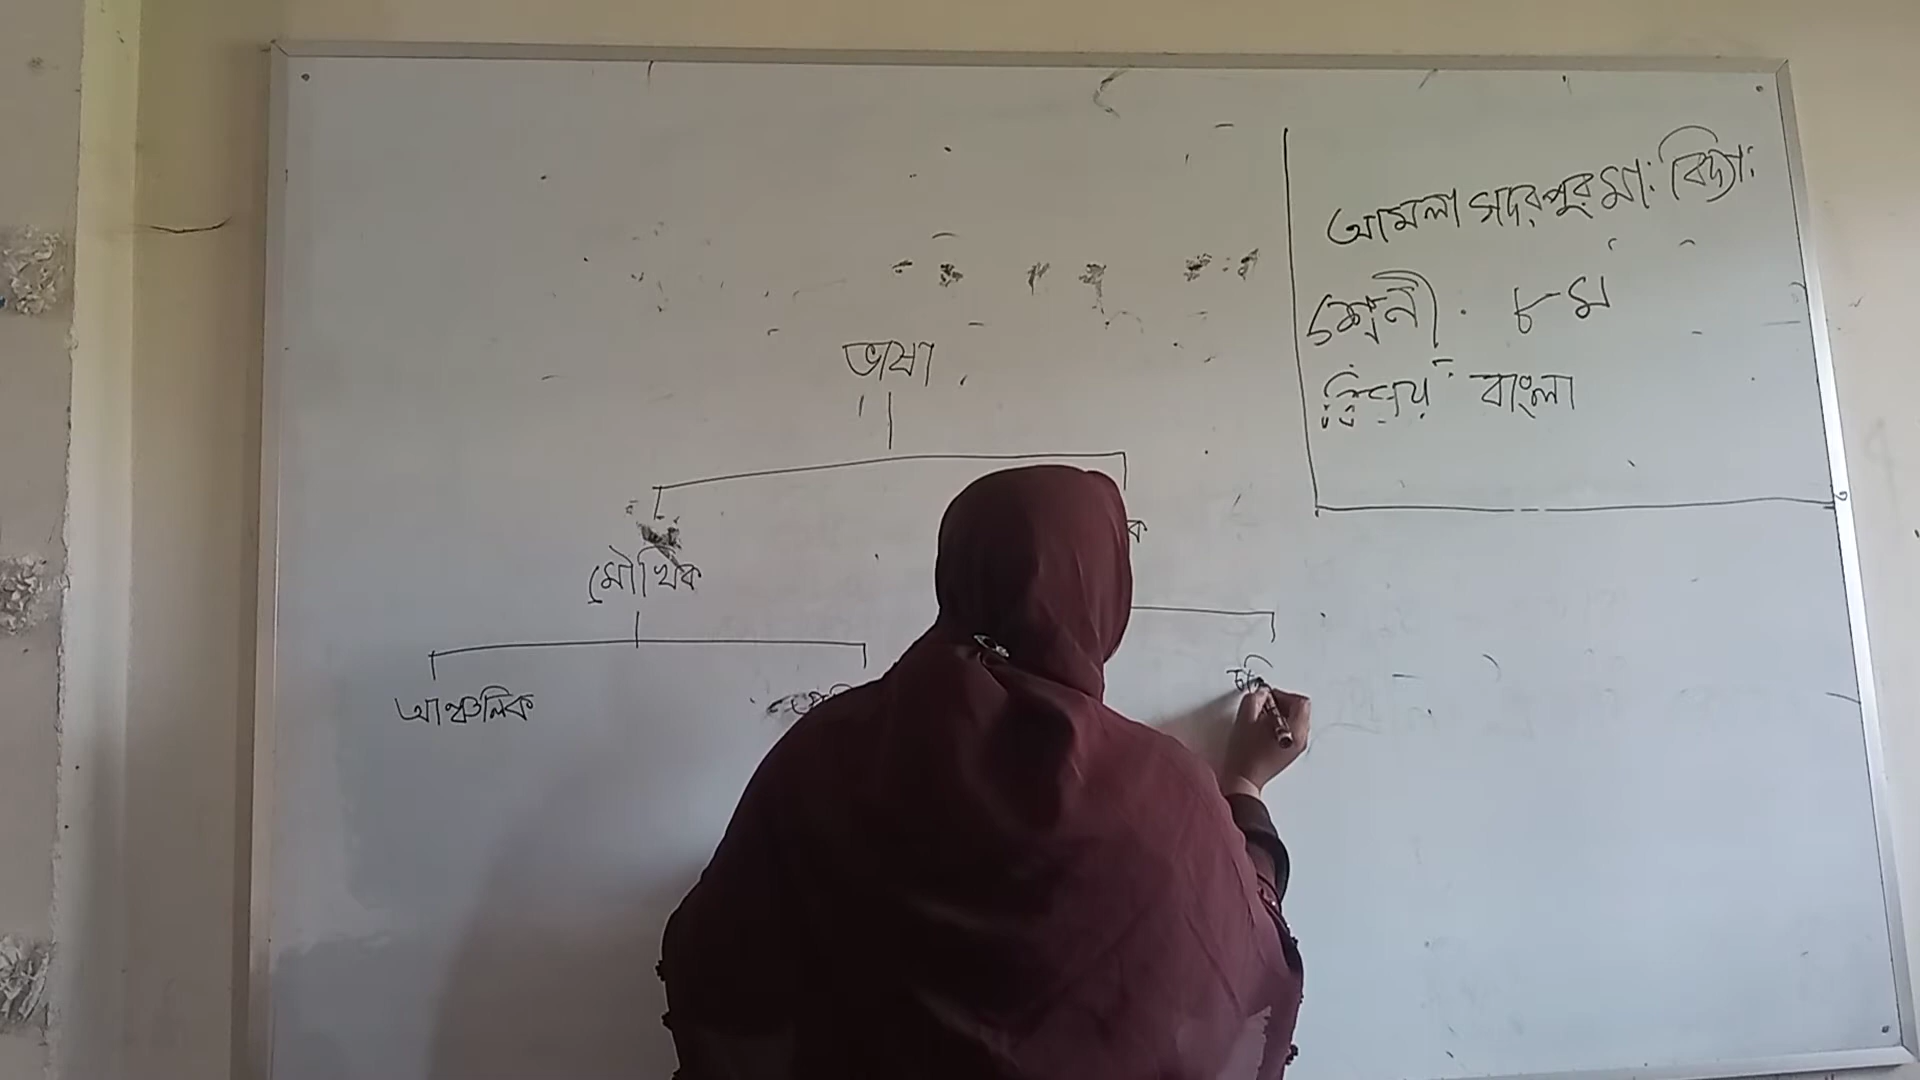 আমলা সদরপুর মা: বিদ্যা:
শ্রেনী. ৮ম
বিষয়: বাংলা
ভাষা
মৌখিক
আঞ্চলিক